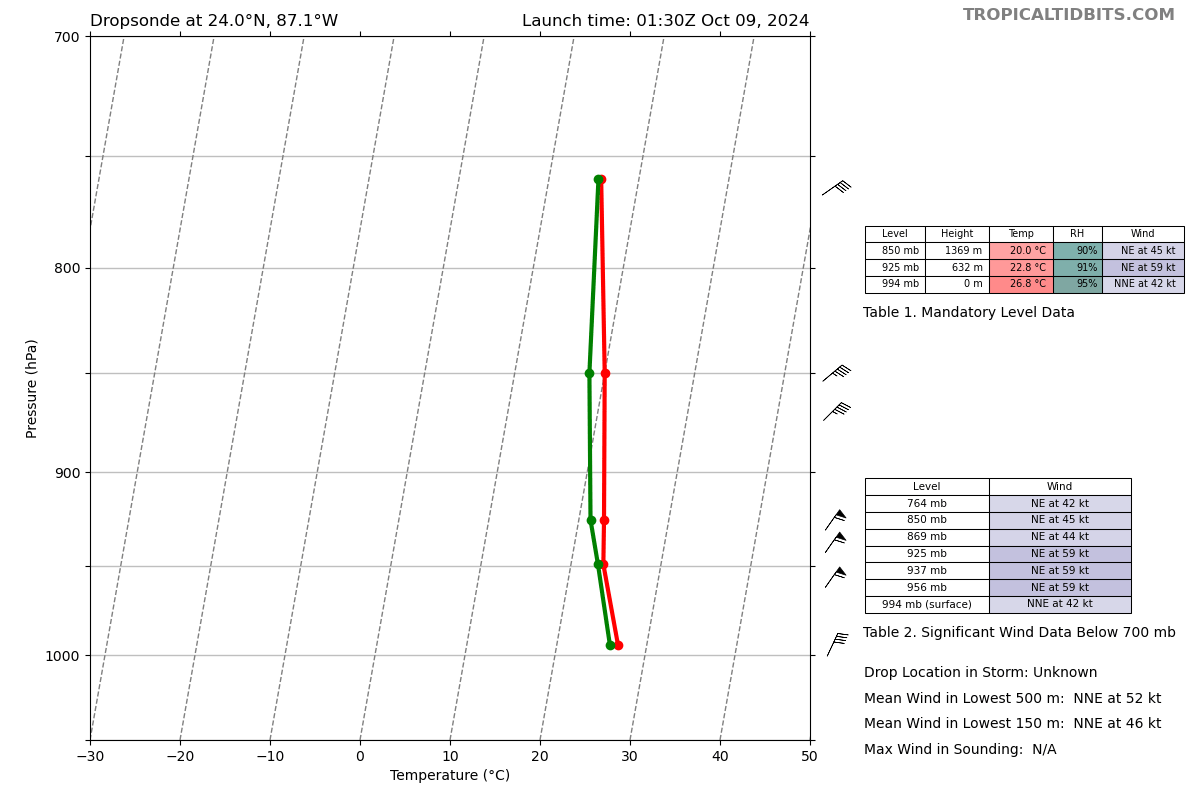 Dropsonde at 24.0°N, 87.1°W
Launch time: 01:30Z Oct 09, 2024
TROPICALTIDBITS.COM
700
800
900
1000
Pressure (hPa)
−30 −20 −10 0 10 20 30 40 50
Temperature (°C)
Level Height Temp RH Wind
850 mb 1369 m 20.0 °C 90% NE at 45 kt
925 mb 632 m 22.8 °C 91% NE at 59 kt
994 mb 0 m 26.8 °C 95% NNE at 42 kt
Table 1. Mandatory Level Data
Level Wind
764 mb NE at 42 kt
850 mb NE at 45 kt
869 mb NE at 44 kt
925 mb NE at 59 kt
937 mb NE at 59 kt
956 mb NE at 59 kt
994 mb (surface) NNE at 42 kt
Table 2. Significant Wind Data Below 700 mb
Drop Location in Storm: Unknown
Mean Wind in Lowest 500 m: NNE at 52 kt
Mean Wind in Lowest 150 m: NNE at 46 kt
Max Wind in Sounding: N/A